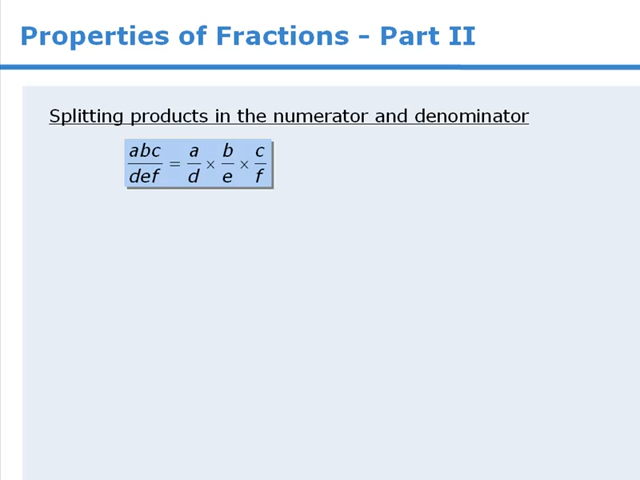 Properties of Fractions - Part II
Splitting products in the numerator and denominator
abc/def = a/d × b/e × c/f